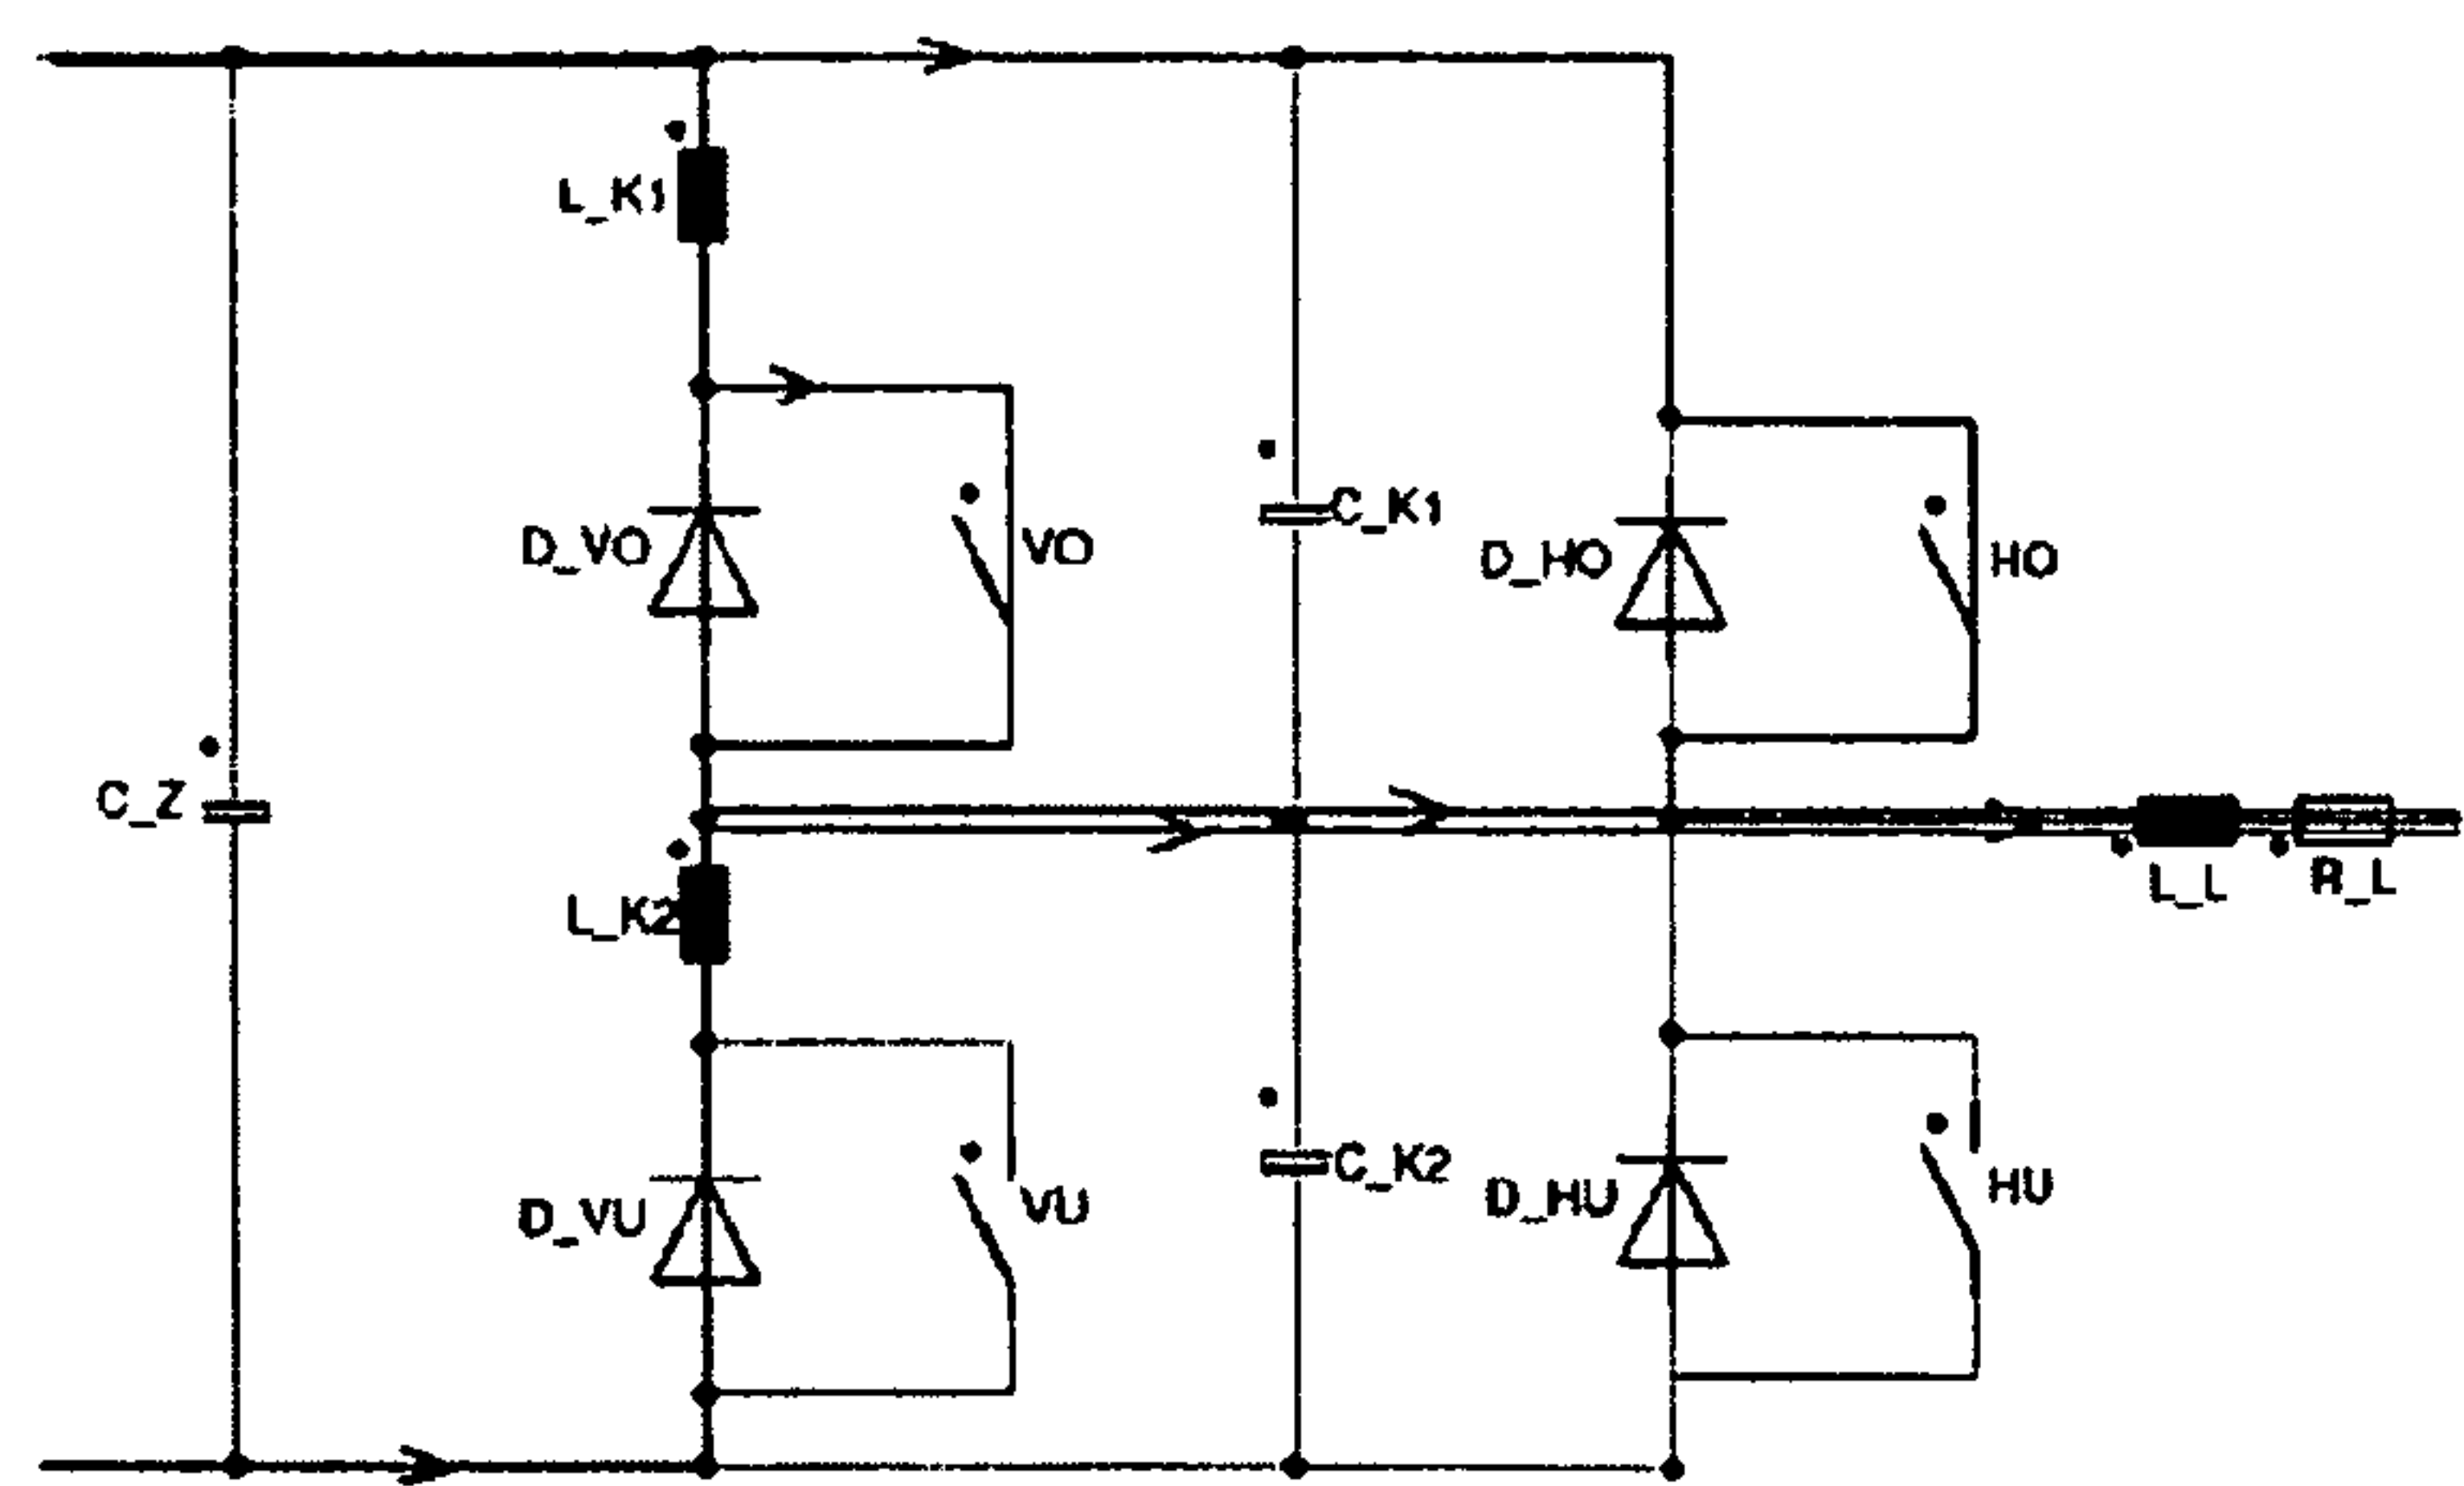 L_K1
D_VO
VO
C_K1
D_HO
HO
C_Z
L_K2
L_L
R_L
D_VU
VU
C_K2
D_HU
HU